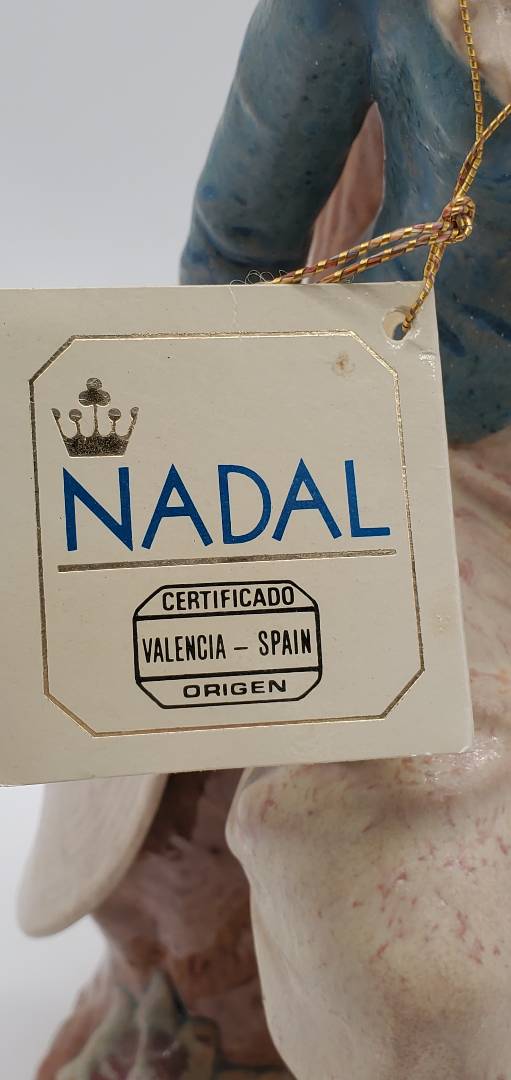 NADAL
CERTIFICADO
VALENCIA – SPAIN
ORIGEN